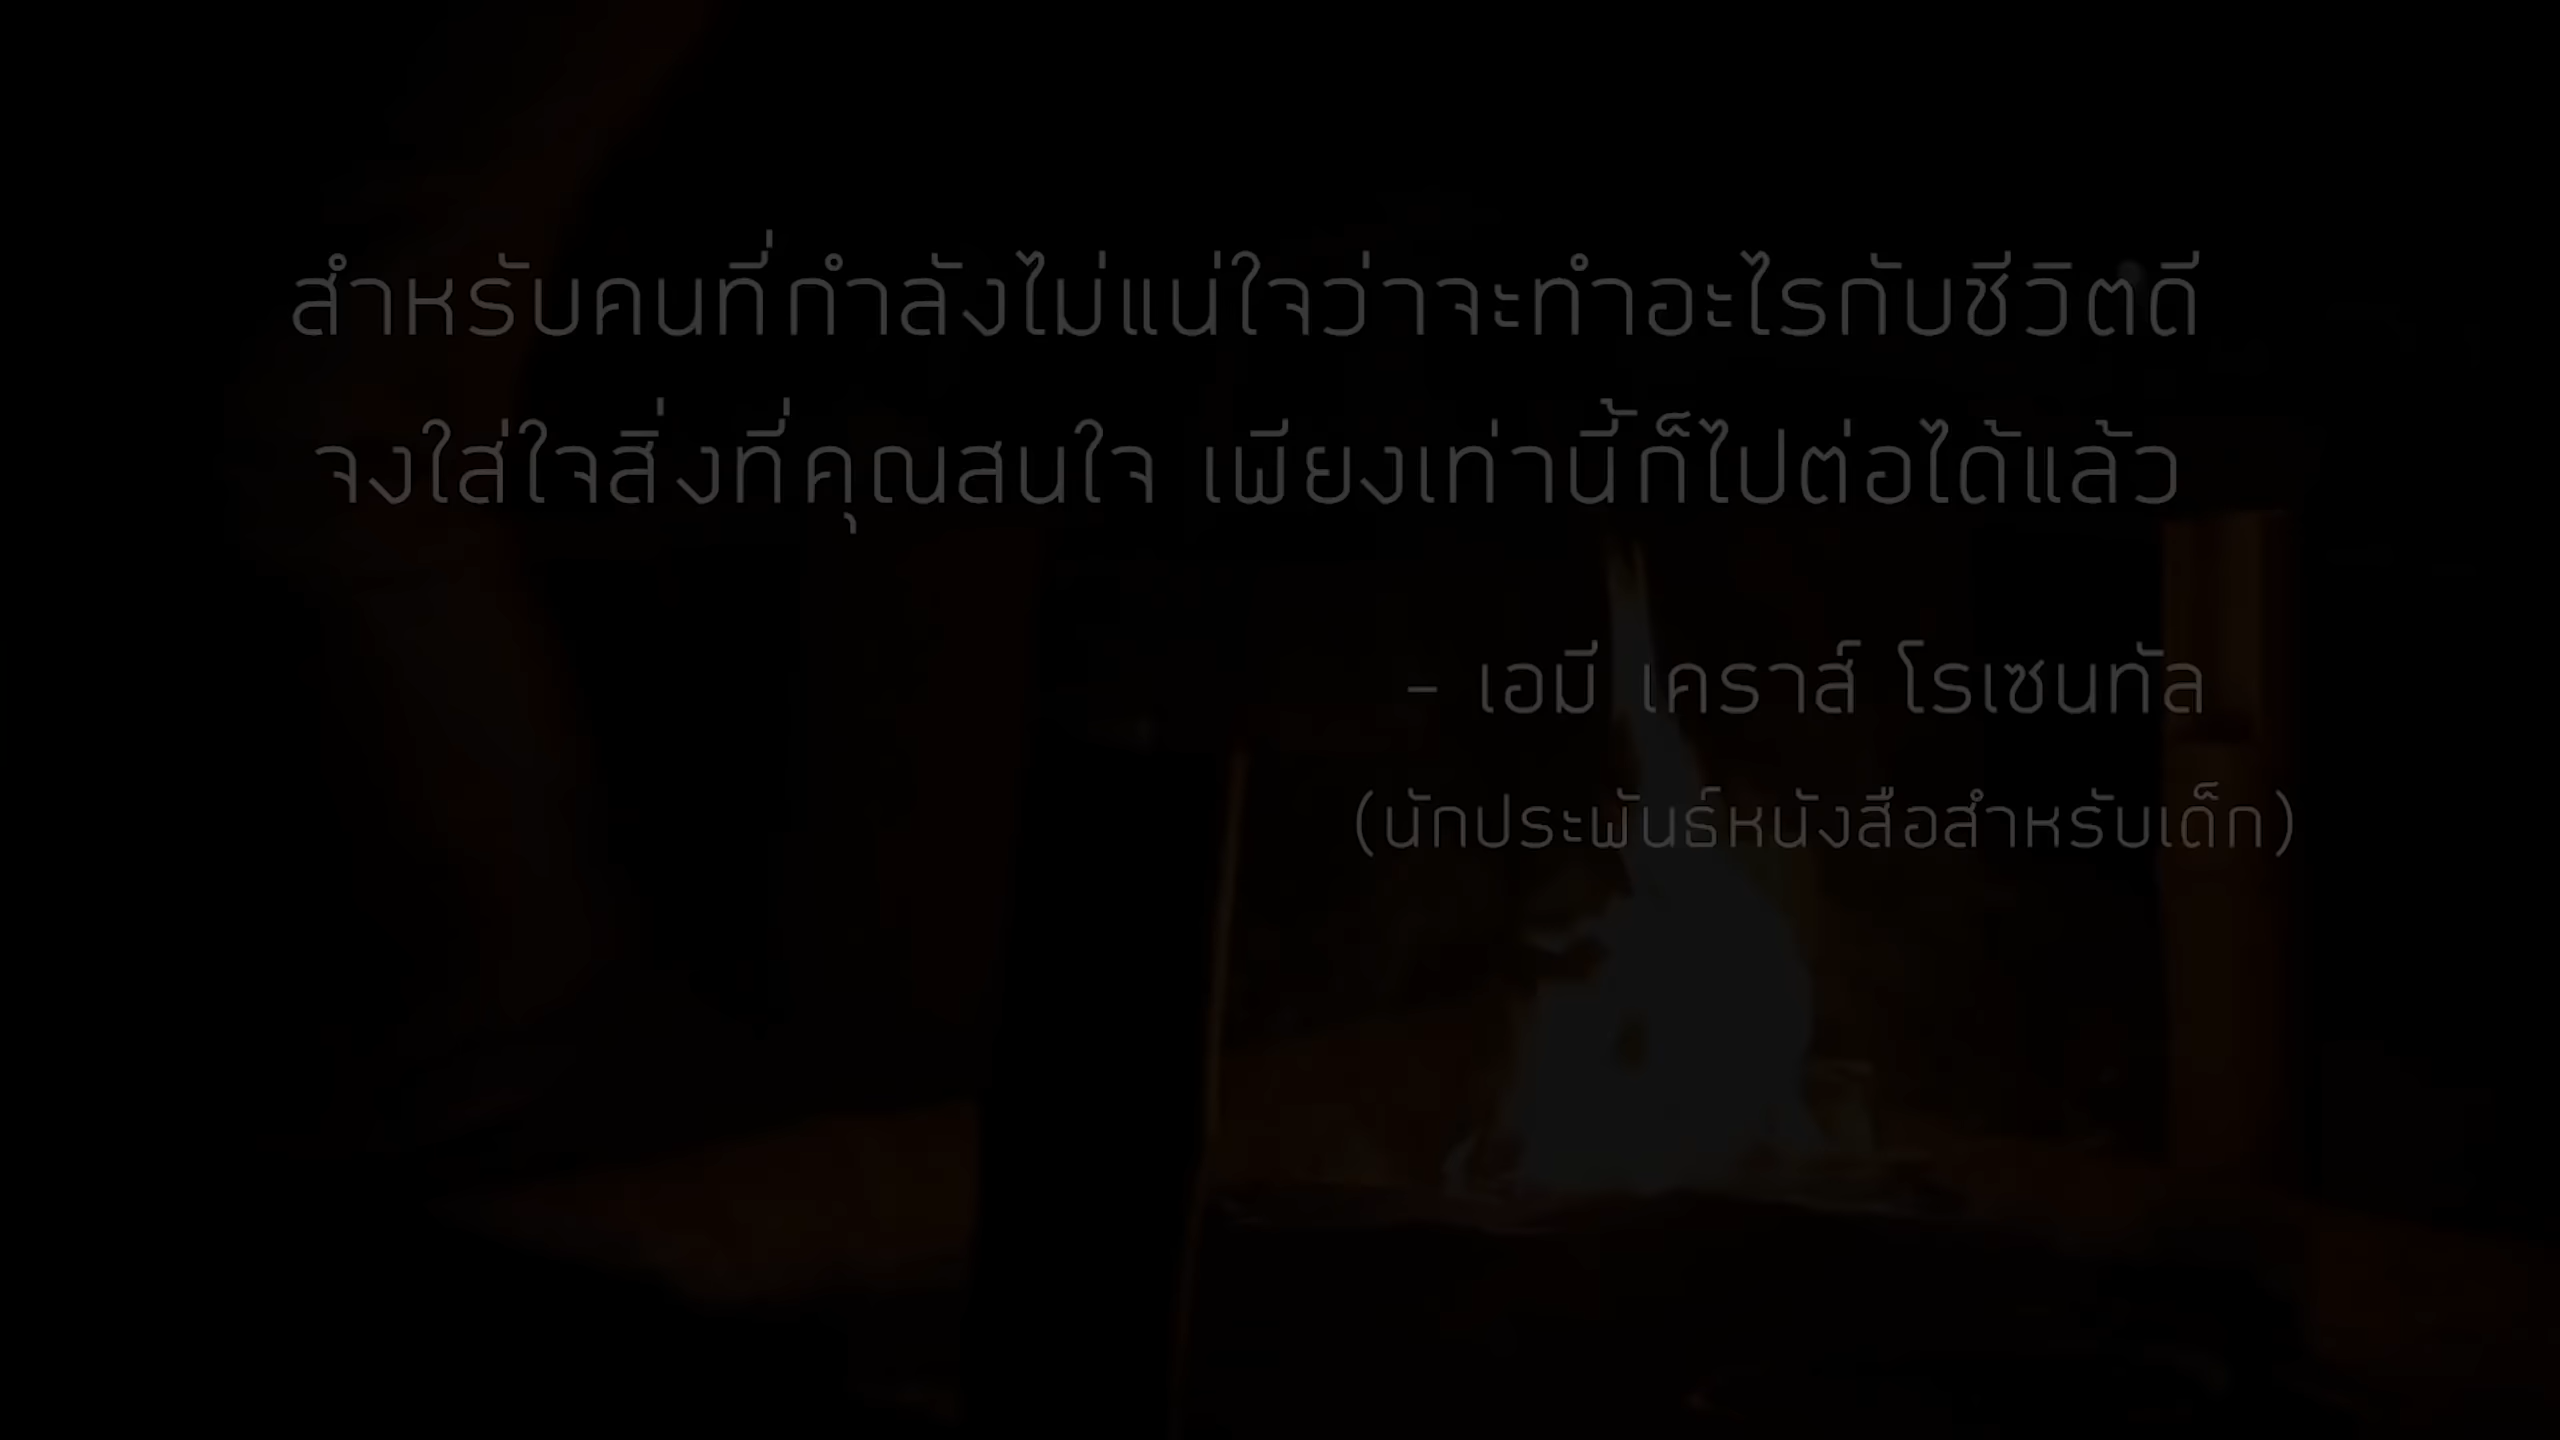 สำหรับคนที่กำลังไม่แน่ใจว่าจะทำอะไรกับชีวิตดี
จงใส่ใจสิ่งที่คุณสนใจ เพียงเท่านี้ก็ไปต่อได้แล้ว
- เอมี เคราส์ โรเซนทัล
(นักประพันธ์หนังสือสำหรับเด็ก)